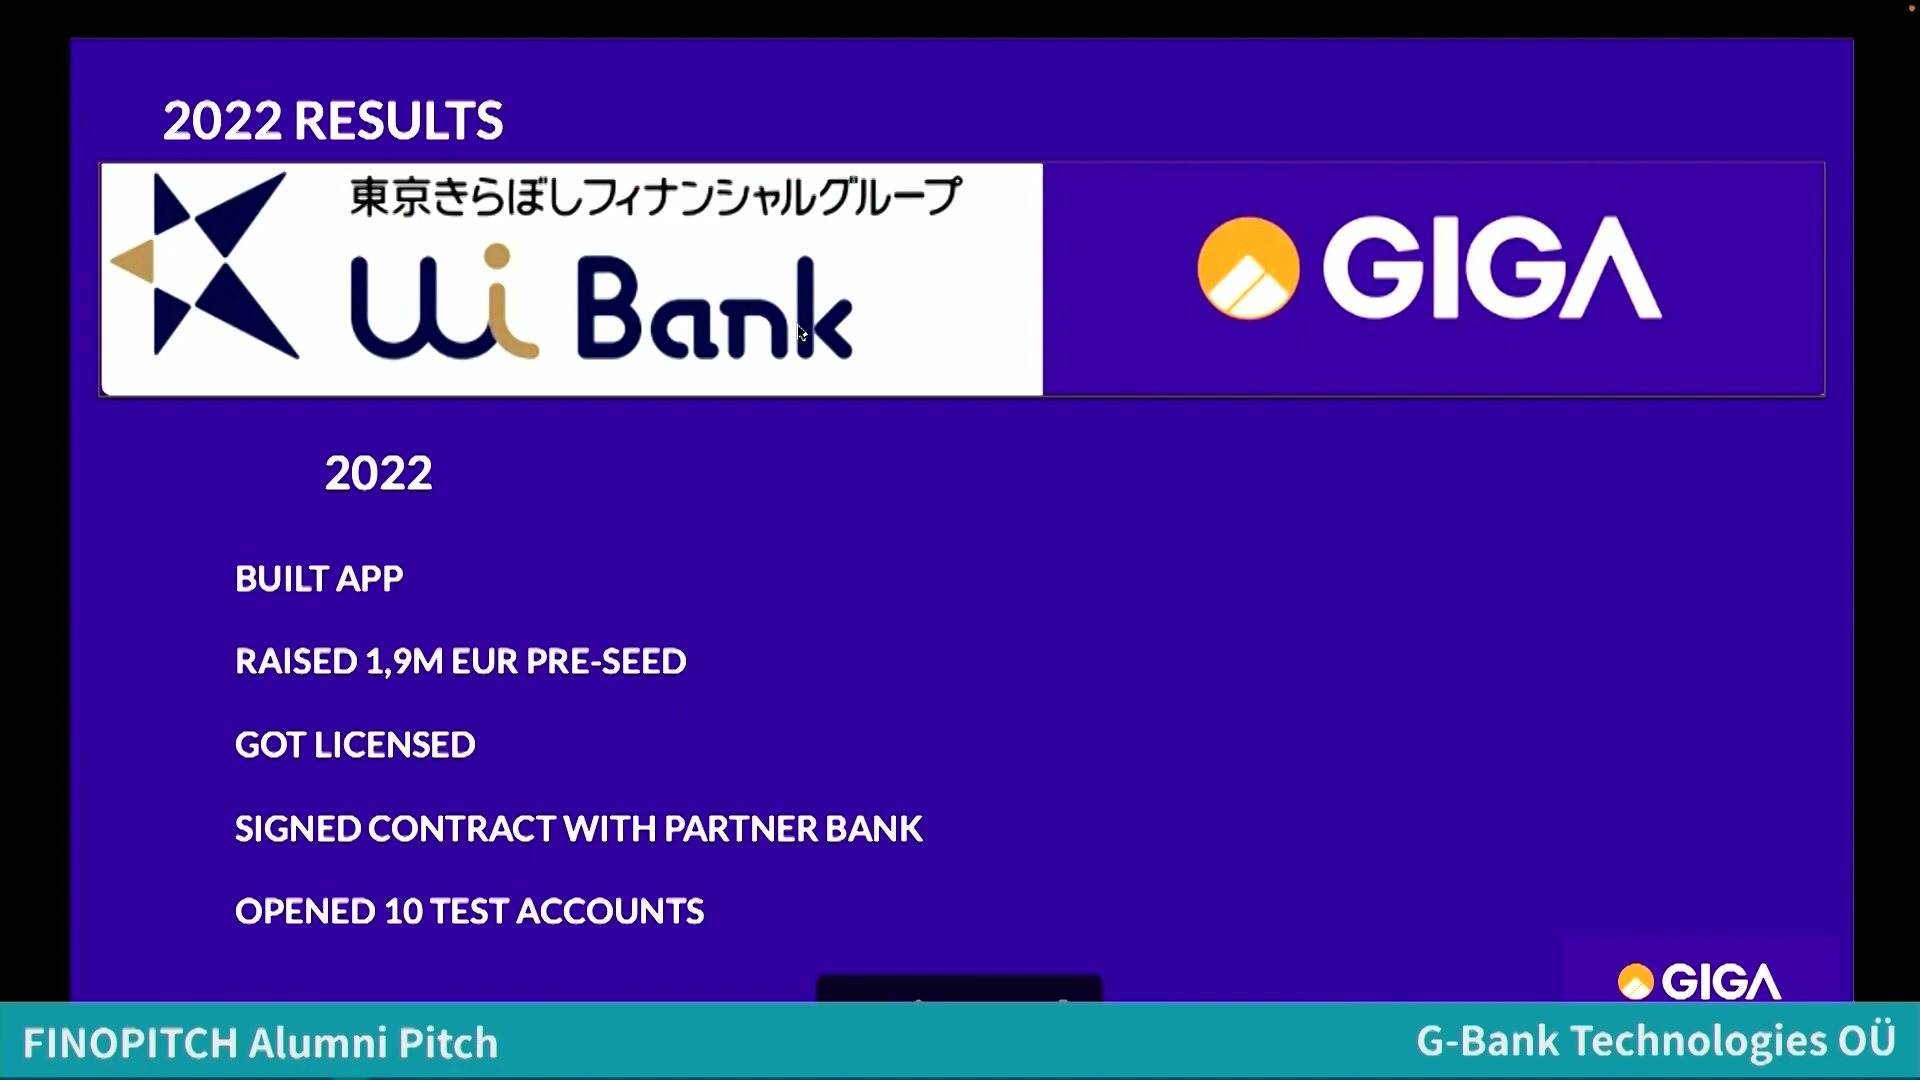 2022 RESULTS
東京きらぼしフィナンシャルグループ
Ui Bank
GIGA
2022
BUILT APP
RAISED 1,9M EUR PRE-SEED
GOT LICENSED
SIGNED CONTRACT WITH PARTNER BANK
OPENED 10 TEST ACCOUNTS
GIGA
FINOPITCH Alumni Pitch
G-Bank Technologies OÜ